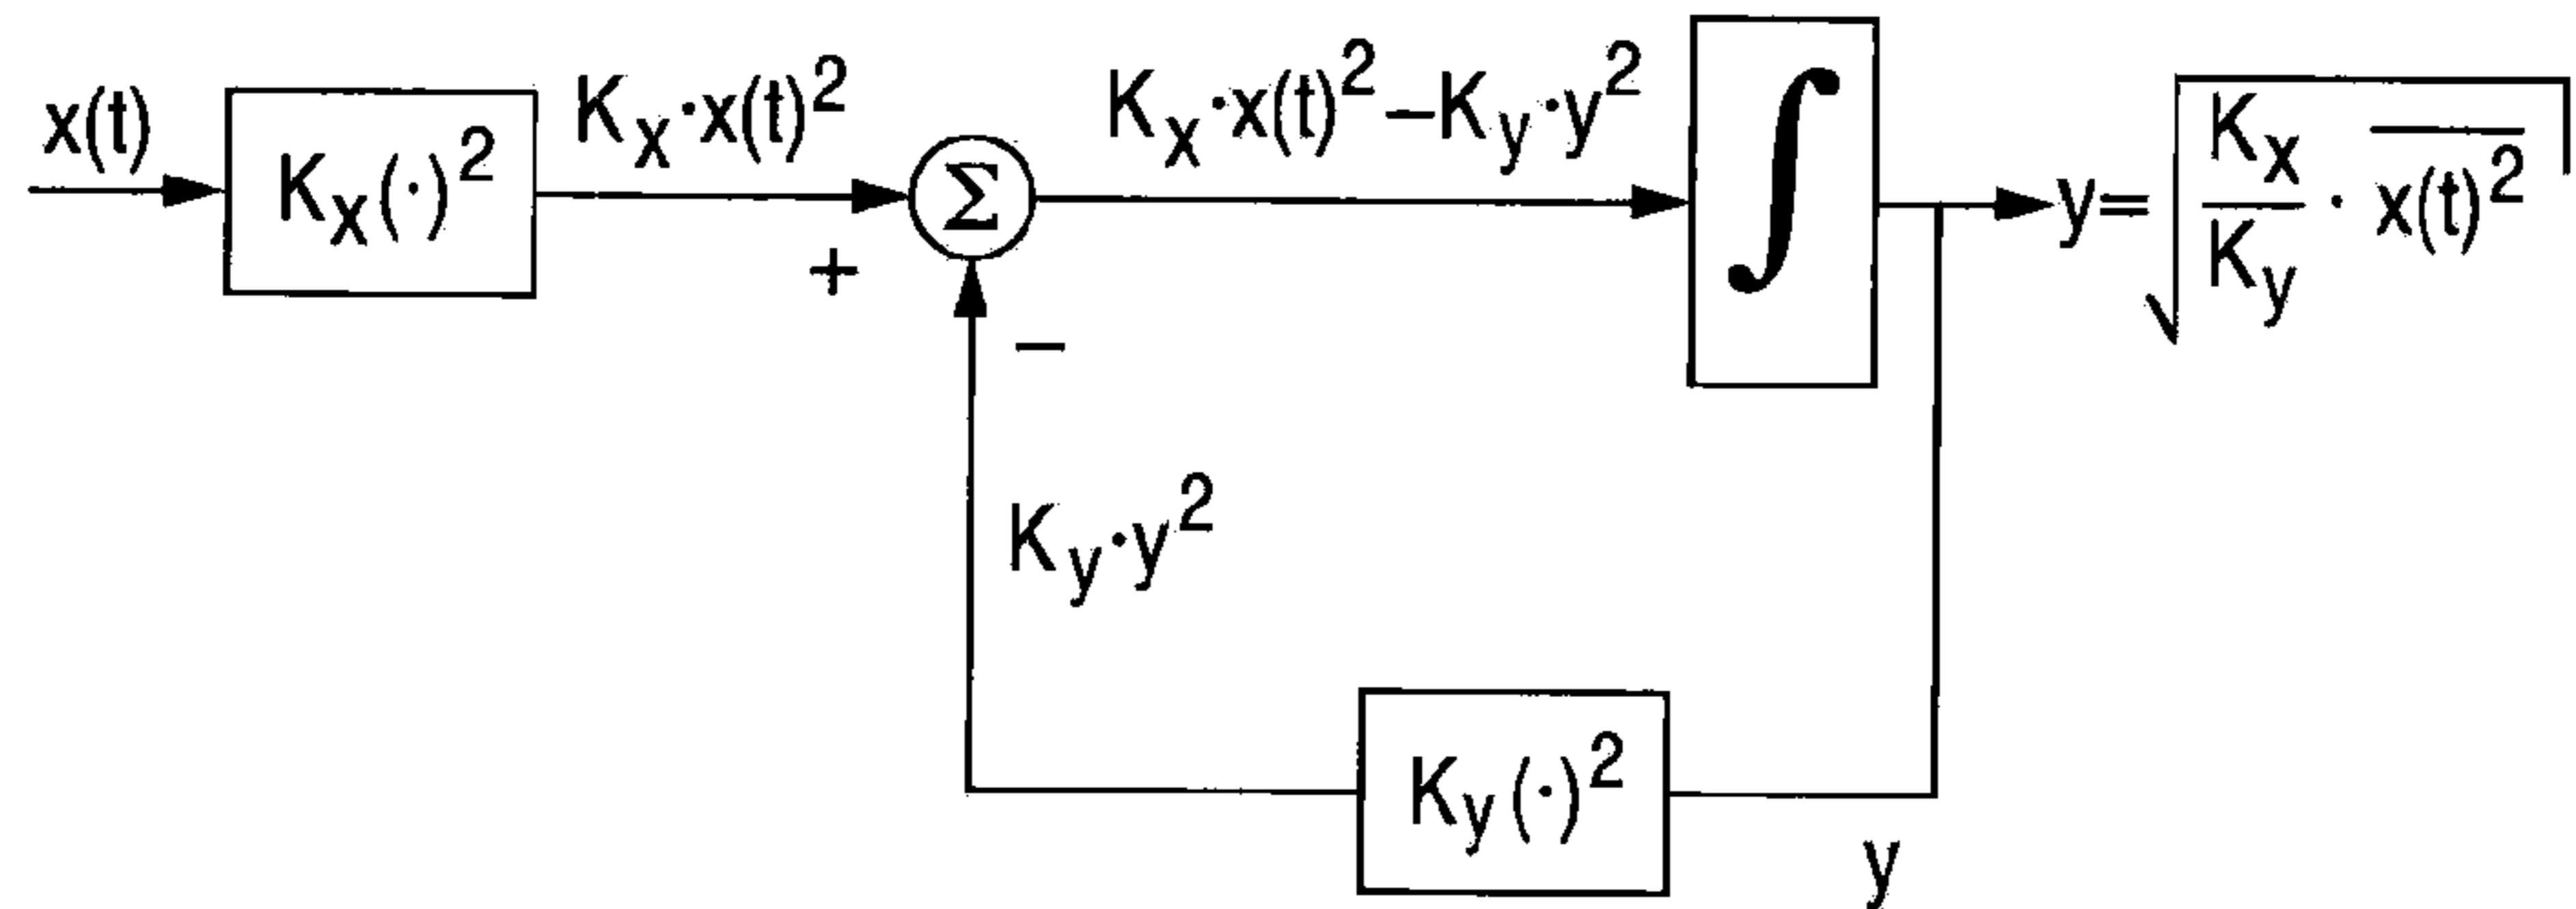 x(t)
Kx(·)²
Kx·x(t)²
Σ
+
−
Kx·x(t)²−Ky·y²
∫
y=√(Kx/Ky · x(t)²‾)
Ky·y²
Ky(·)²
y